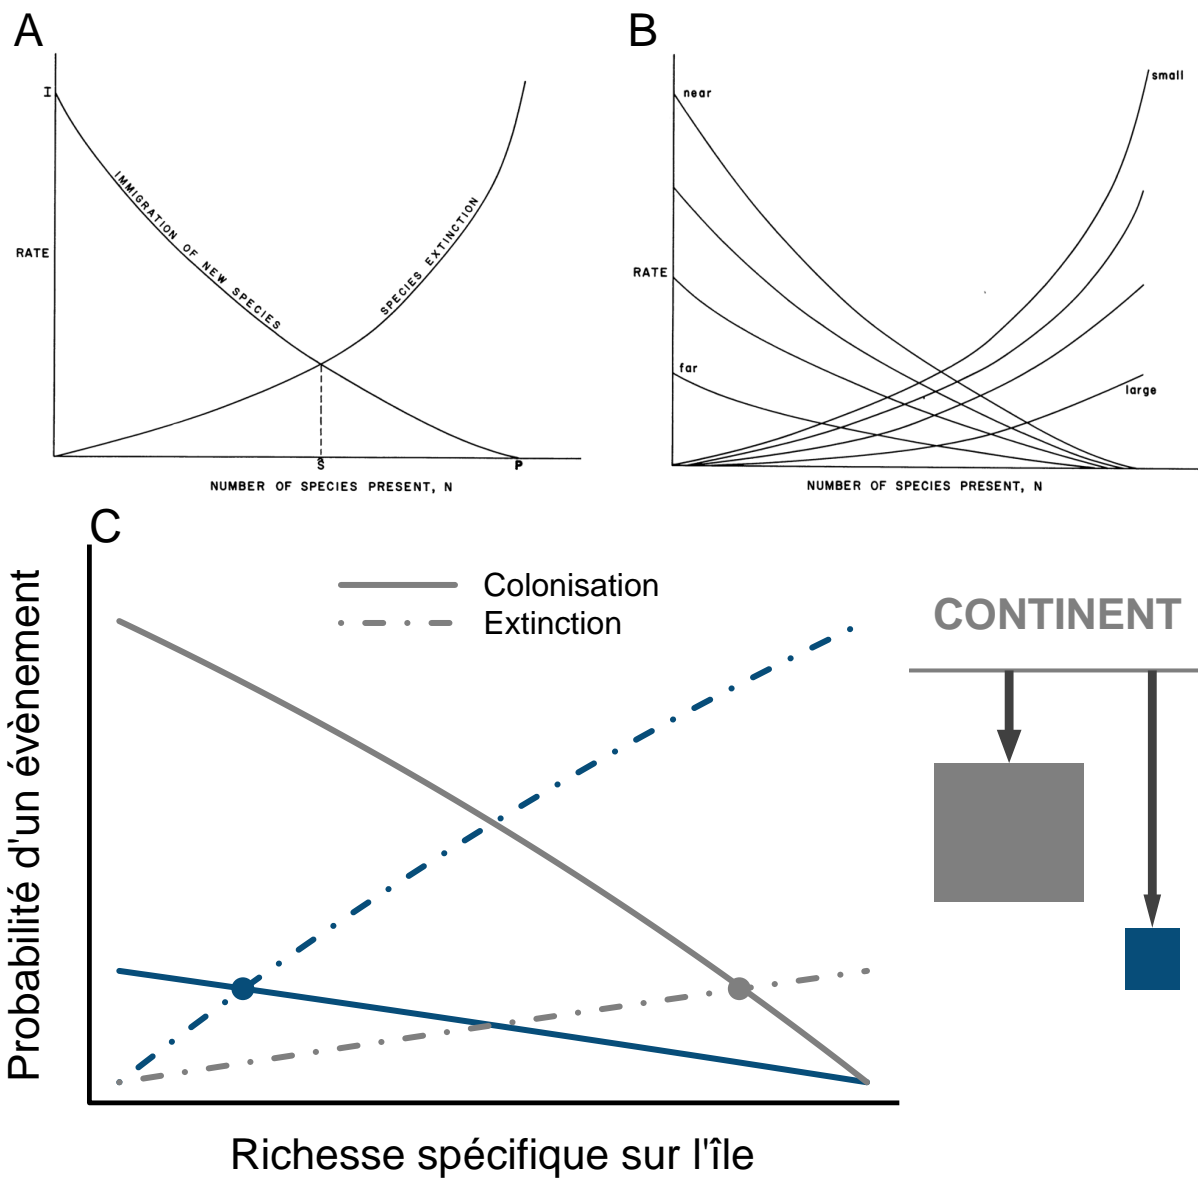 A
I
IMMIGRATION OF NEW SPECIES
SPECIES EXTINCTION
RATE
S
P
NUMBER OF SPECIES PRESENT, N
B
near
small
RATE
far
large
NUMBER OF SPECIES PRESENT, N
C
Colonisation
Extinction
Probabilité d'un évènement
Richesse spécifique sur l'île
CONTINENT